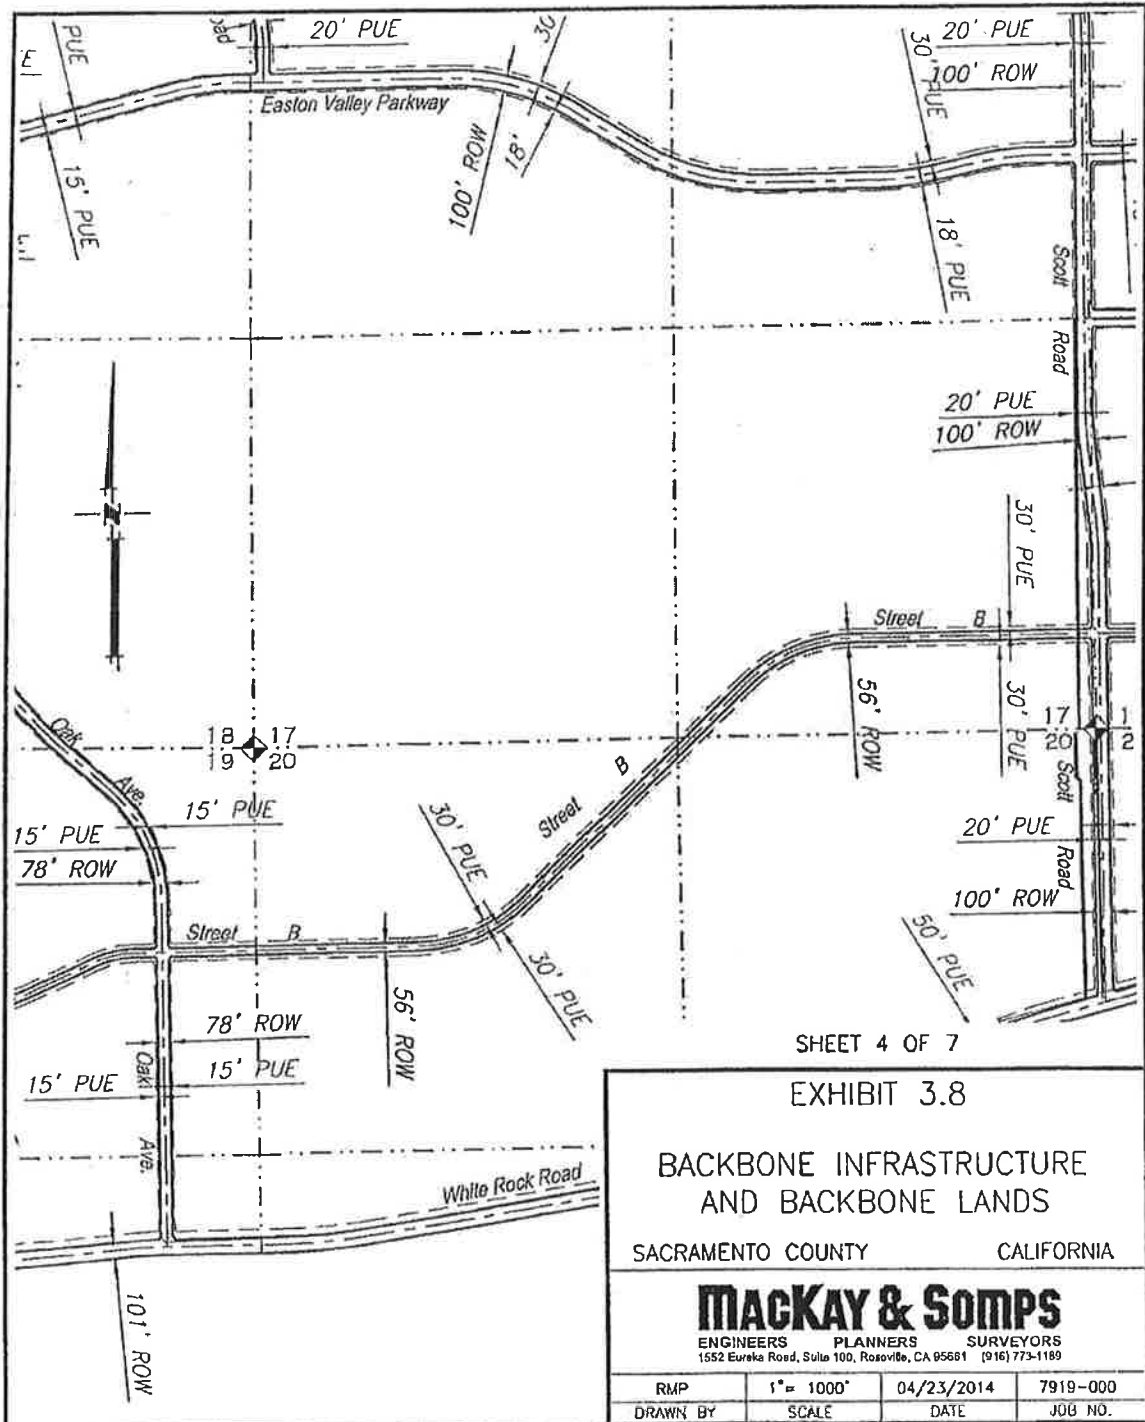 20' PUE
30'
30' PUE
20' PUE
100' ROW
PUE
E
oad
Easton Valley Parkway
15' PUE
100' ROW
18'
18' PUE
Scott
Road
20' PUE
100' ROW
30' PUE
Street B
56' ROW
30' PUE
Oak
Ave.
18 17
19 20
17 1
20 2
15' PUE
15' PUE
78' ROW
30' PUE
Street B
Scott
Road
20' PUE
100' ROW
50' PUE
Street B
30' PUE
56' ROW
78' ROW
15' PUE
15' PUE
Oak
Ave.
White Rock Road
101' ROW
SHEET 4 OF 7
EXHIBIT 3.8
BACKBONE INFRASTRUCTURE
AND BACKBONE LANDS
SACRAMENTO COUNTY CALIFORNIA
MACKAY & SOMPS
ENGINEERS PLANNERS SURVEYORS
1552 Eureka Road, Suite 100, Roseville, CA 95661 (916) 773-1189
RMP 1"= 1000' 04/23/2014 7919-000
DRAWN BY SCALE DATE JOB NO.